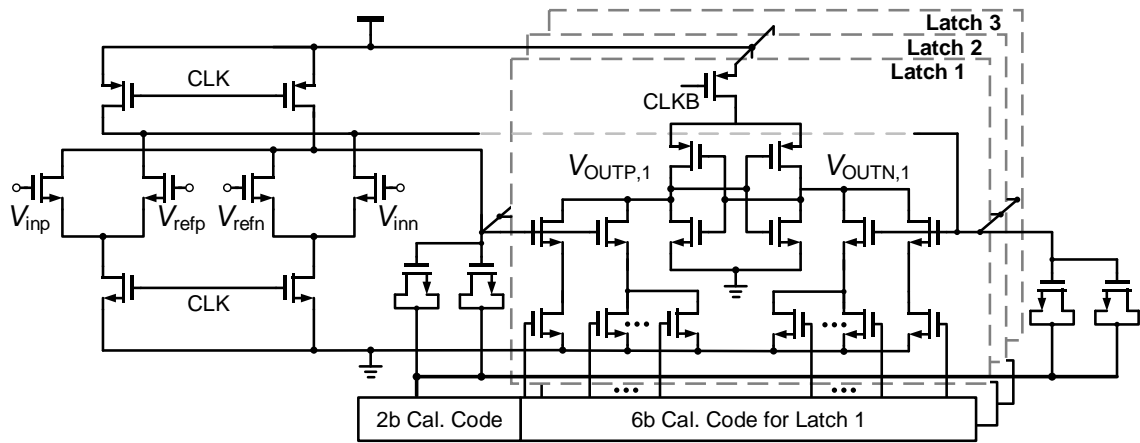 Latch 3
Latch 2
Latch 1
CLK
CLKB
VOUTP,1
VOUTN,1
Vinp
Vrefp
Vrefn
Vinn
CLK
2b Cal. Code
6b Cal. Code for Latch 1